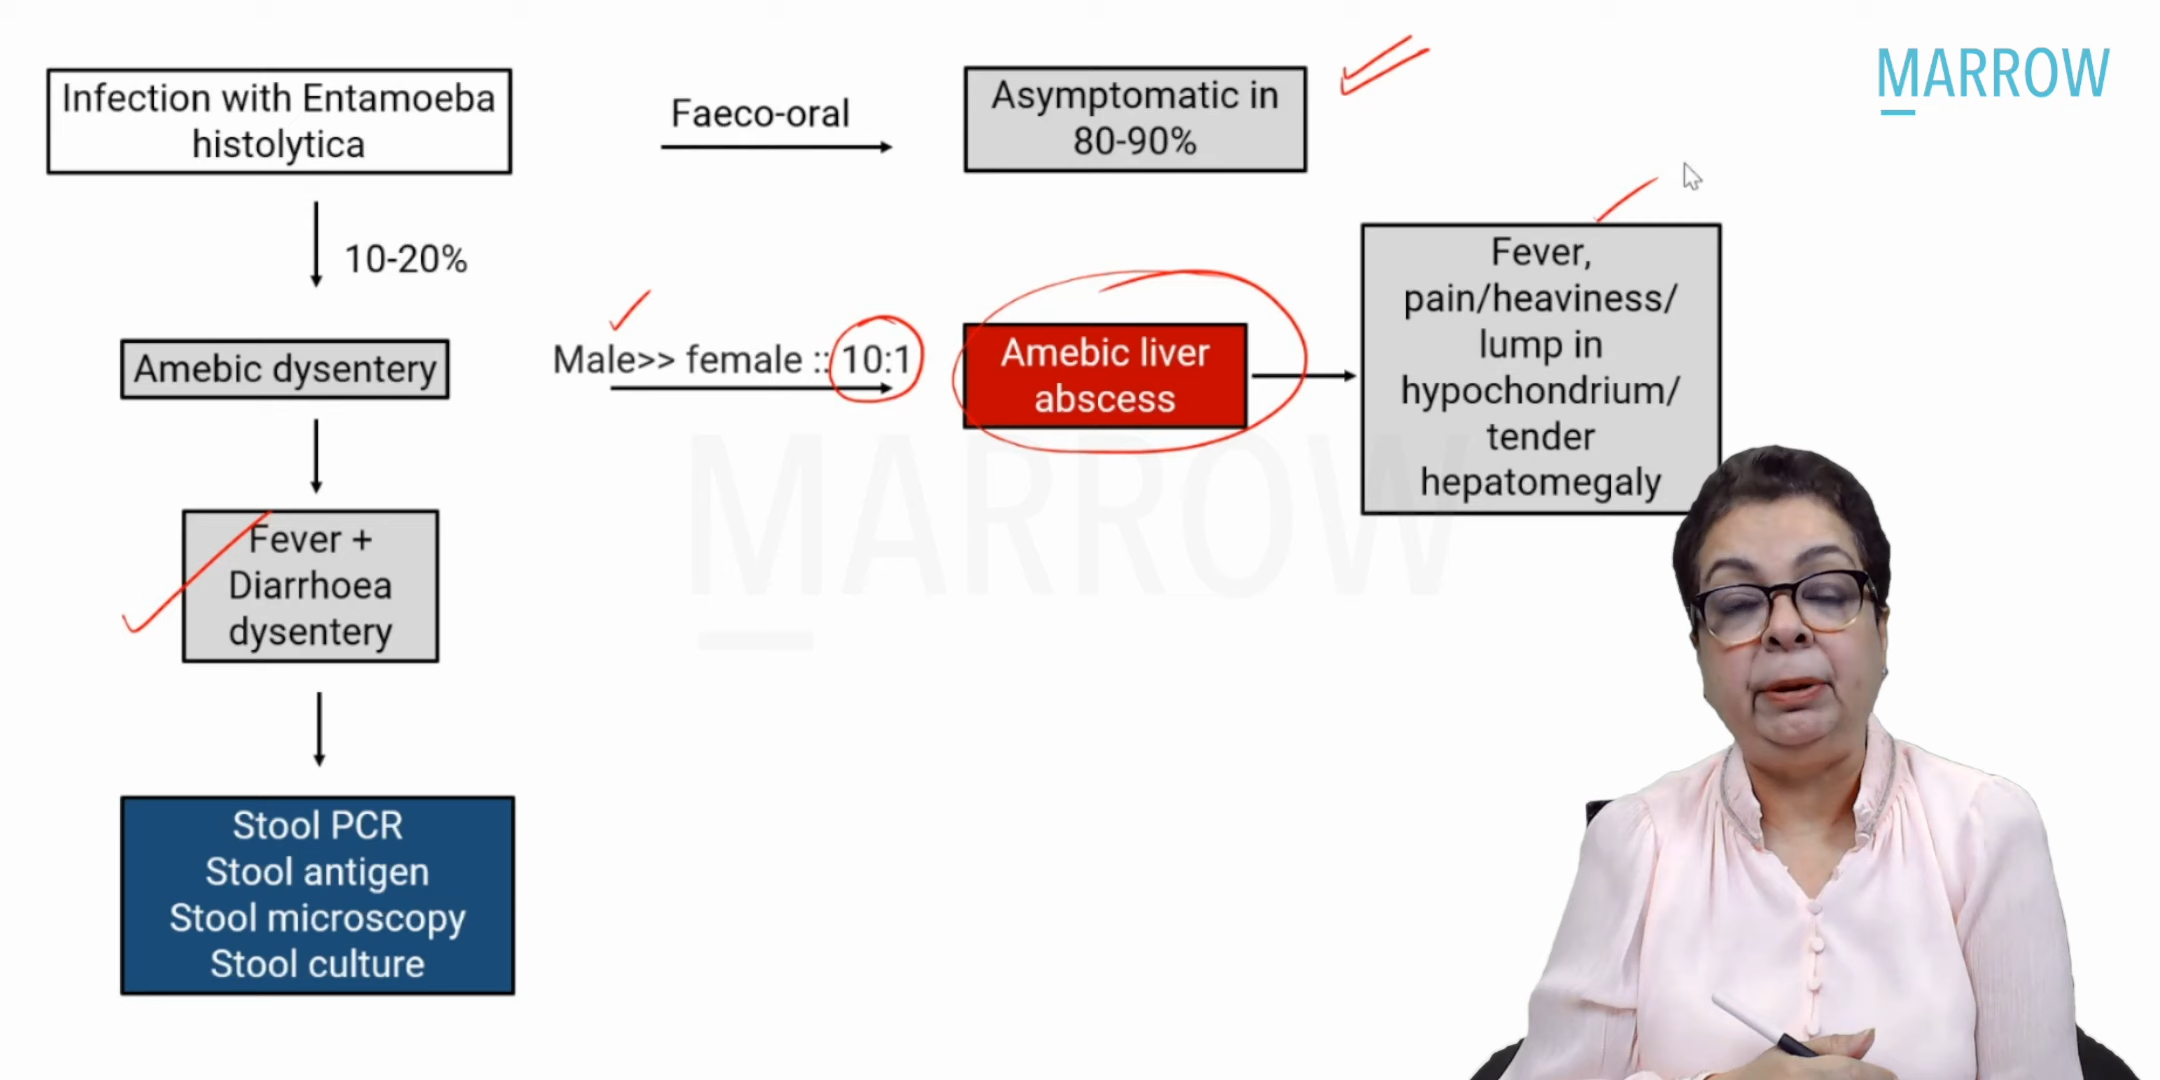 MARROW
Infection with Entamoeba
histolytica
Faeco-oral
Asymptomatic in
80-90%
10-20%
Amebic dysentery
Male>> female :: 10:1
Amebic liver
abscess
Fever,
pain/heaviness/
lump in
hypochondrium/
tender
hepatomegaly
Fever +
Diarrhoea
dysentery
Stool PCR
Stool antigen
Stool microscopy
Stool culture
MARROW